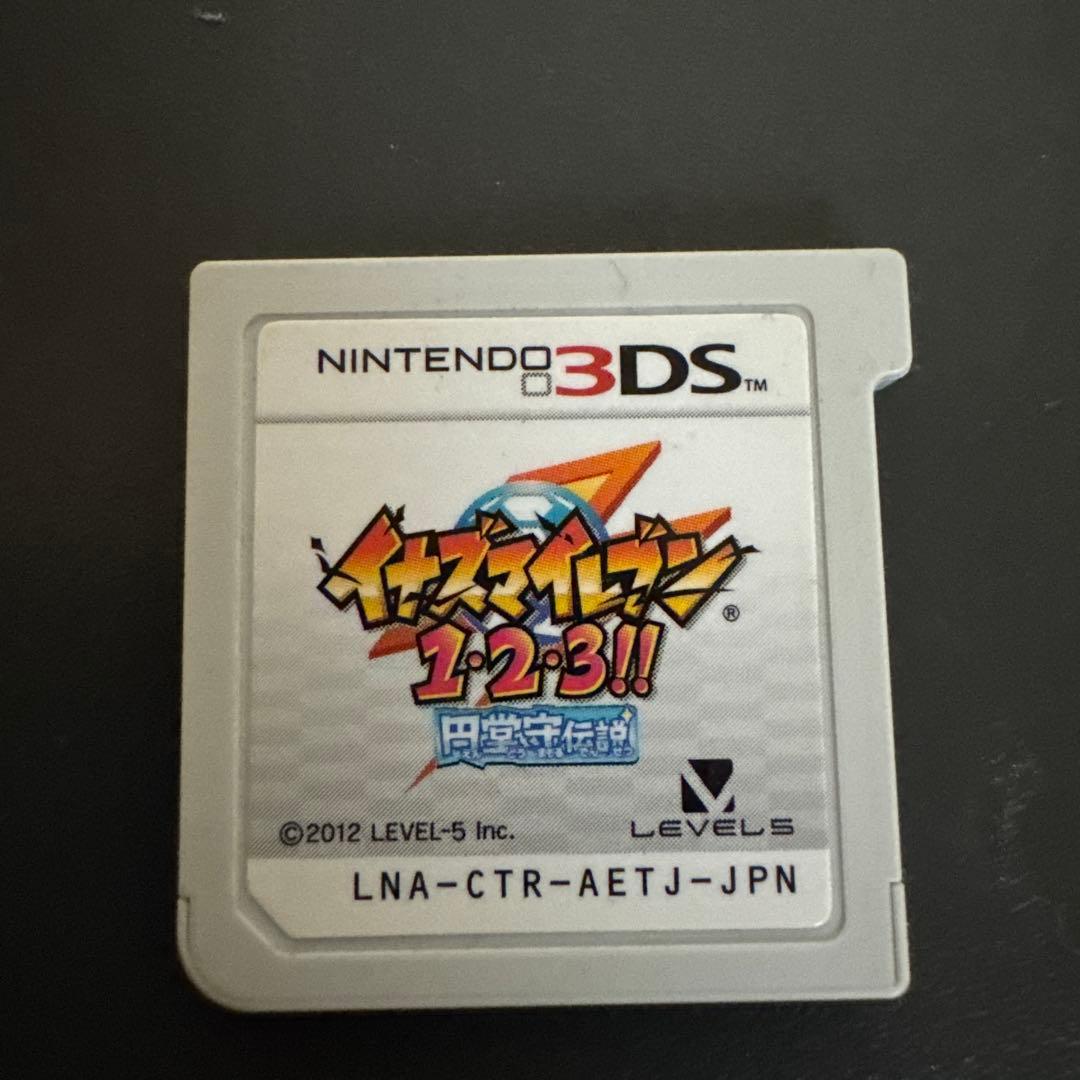 NINTENDO 3DS™
イナズマイレブン®
1・2・3!!
円堂守伝説
©2012 LEVEL-5 Inc.
LEVEL5
LNA-CTR-AETJ-JPN